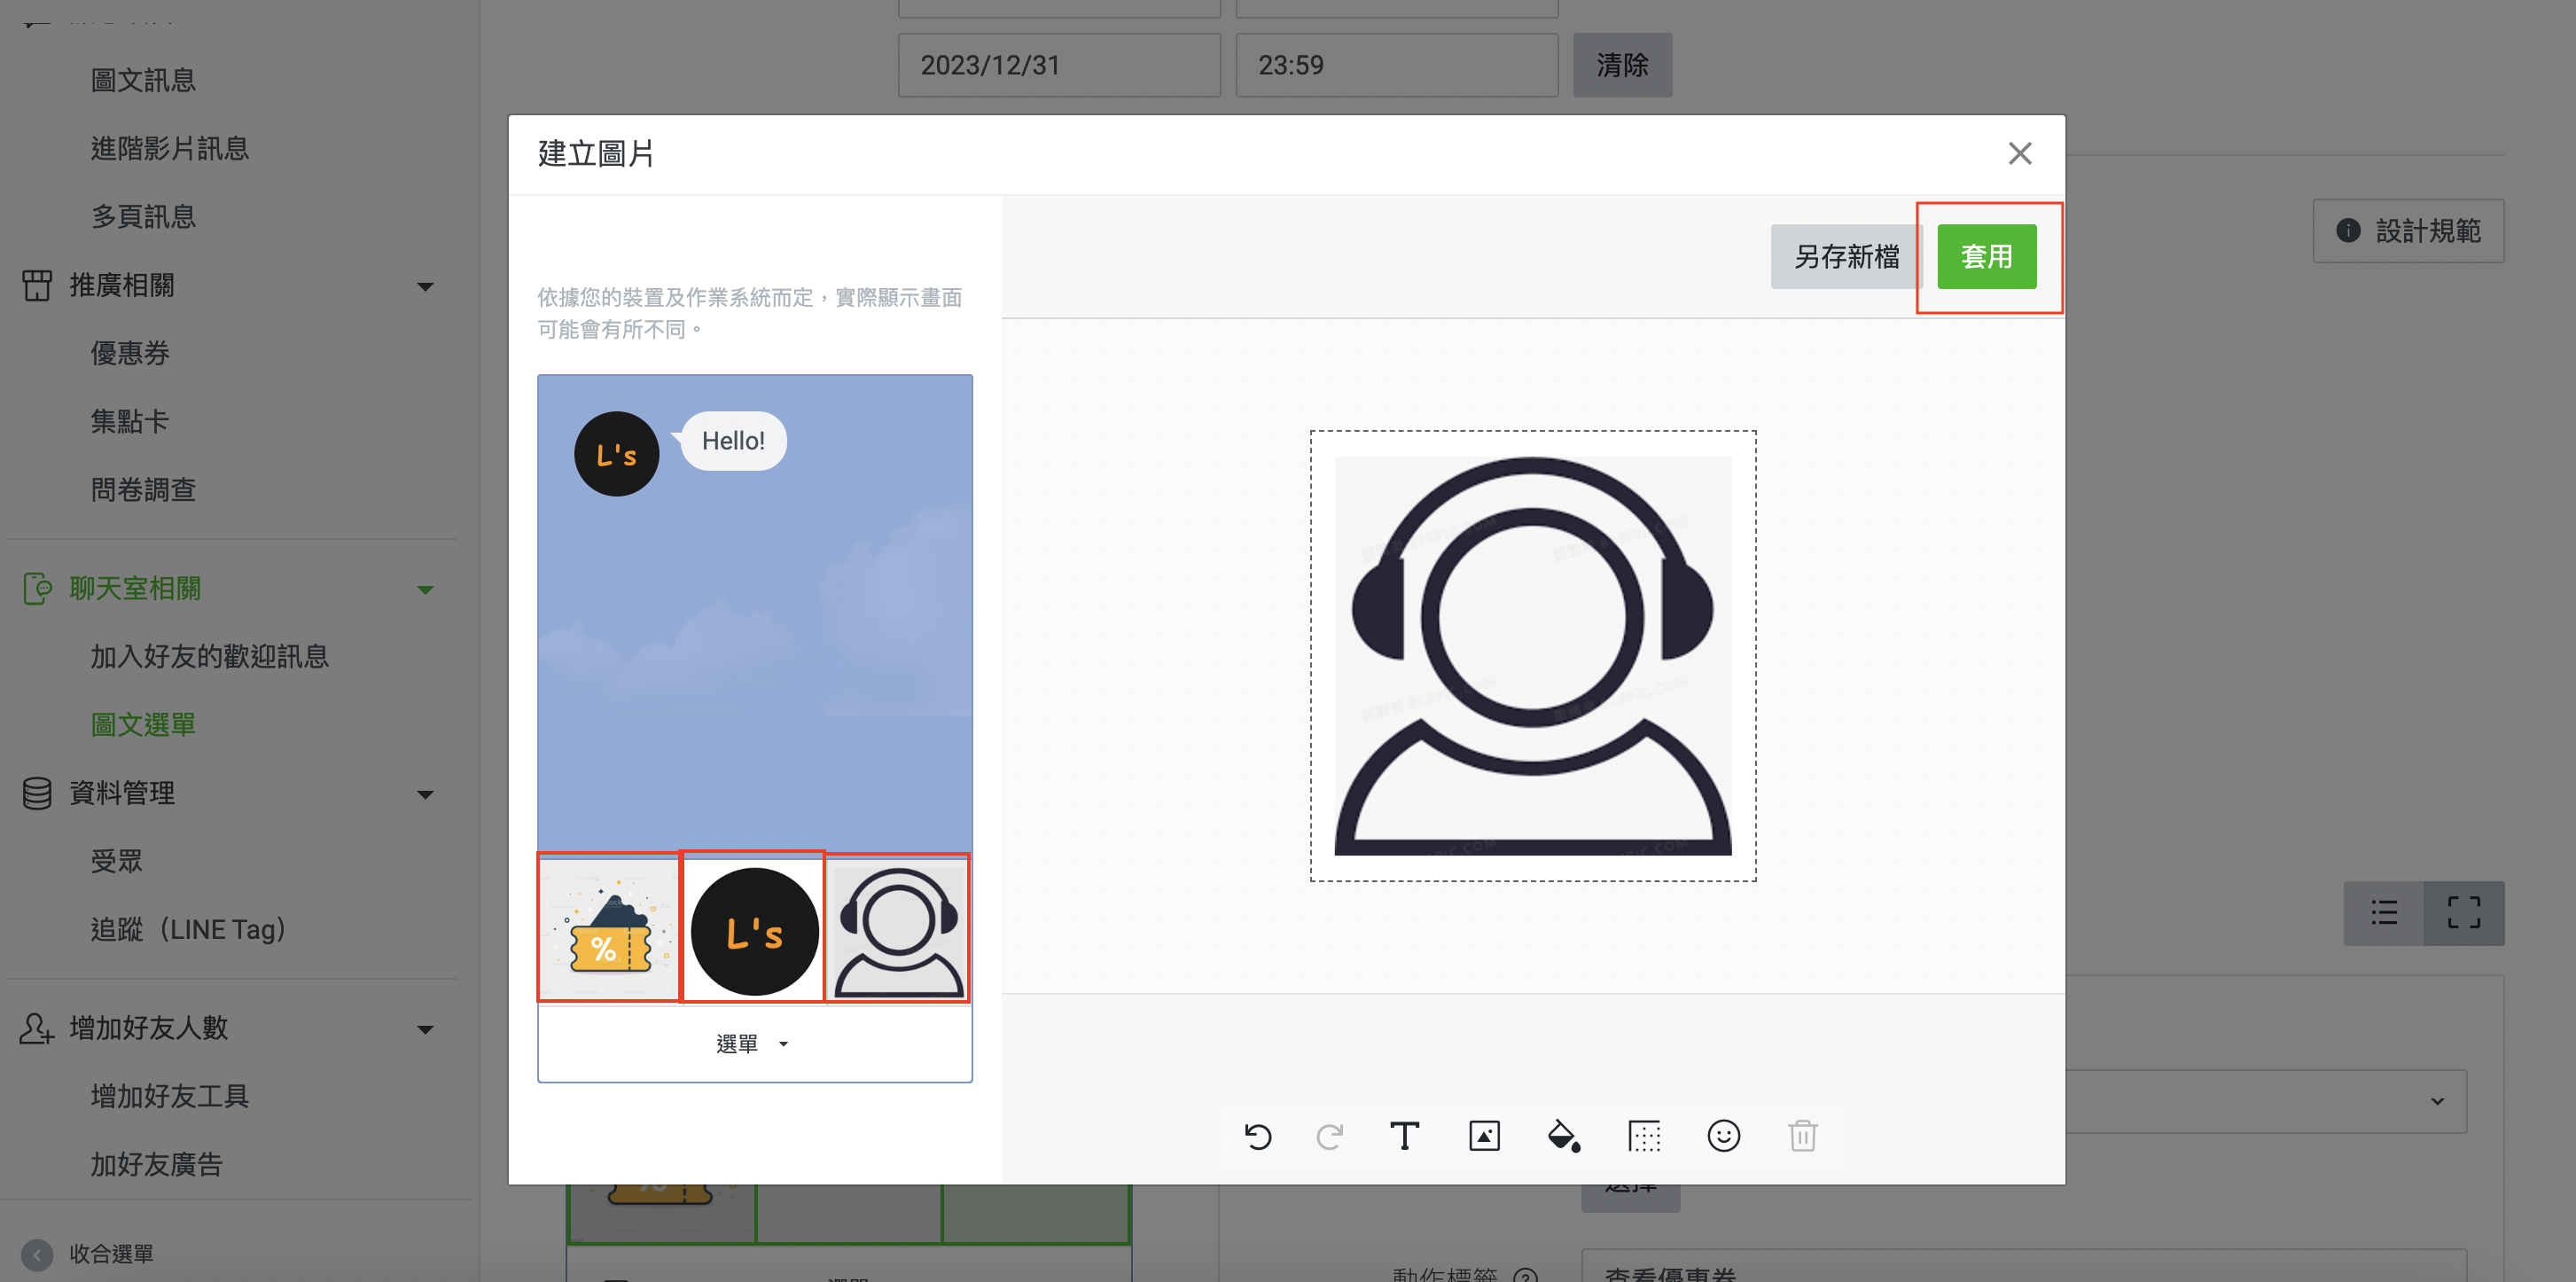 圖文訊息
進階影片訊息
多頁訊息
推廣相關
優惠券
集點卡
問卷調查
聊天室相關
加入好友的歡迎訊息
圖文選單
資料管理
受眾
追蹤（LINE Tag）
增加好友人數
增加好友工具
加好友廣告
收合選單
2023/12/31
23:59
清除
設計規範
建立圖片
另存新檔
套用
依據您的裝置及作業系統而定，實際顯示畫面
可能會有所不同。
L's
Hello!
%
L's
選單
選擇
動作標籤
查看優惠券